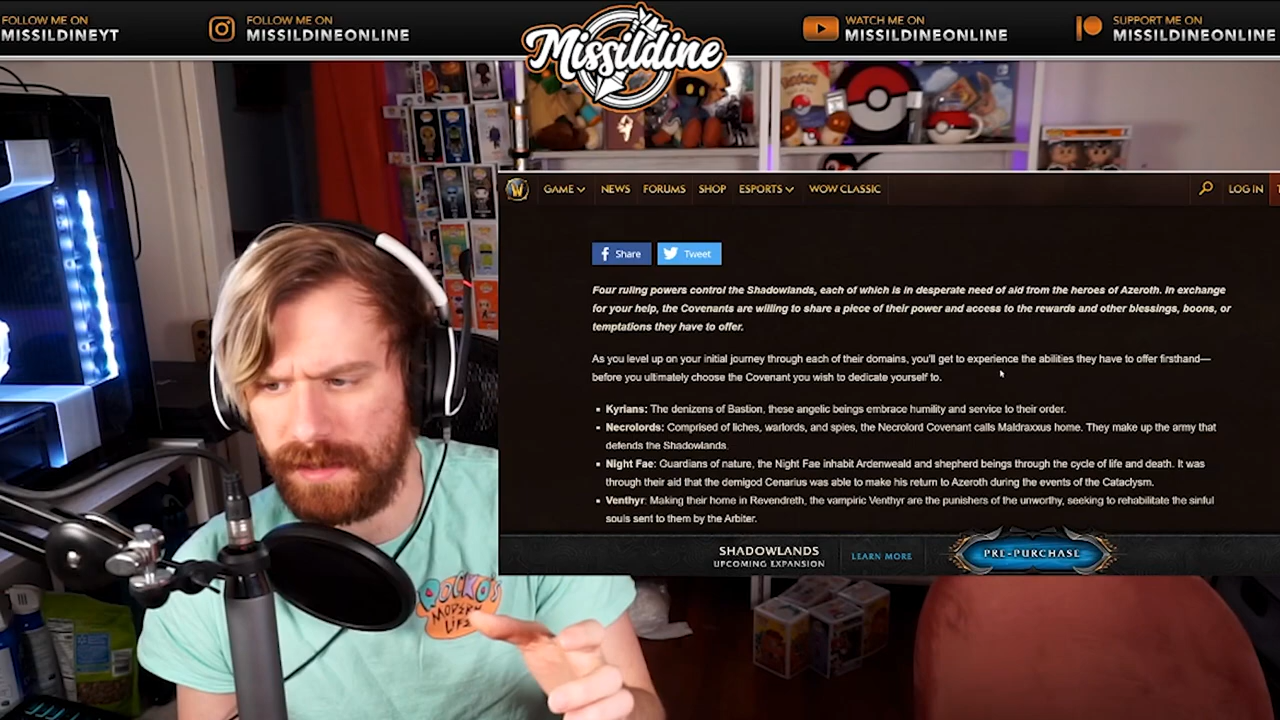 FOLLOW ME ON
MISSILDINEYT
FOLLOW ME ON
MISSILDINEONLINE
Missildine
WATCH ME ON
MISSILDINEONLINE
SUPPORT ME ON
MISSILDINEONLINE
W
GAME
NEWS
FORUMS
SHOP
ESPORTS
WOW CLASSIC
LOG IN
Share
Tweet
Four ruling powers control the Shadowlands, each of which is in desperate need of aid from the heroes of Azeroth. In exchange
for your help, the Covenants are willing to share a piece of their power and access to the rewards and other blessings, boons, or
temptations they have to offer.
As you level up on your initial journey through each of their domains, you'll get to experience the abilities they have to offer firsthand—
before you ultimately choose the Covenant you wish to dedicate yourself to.
Kyrians: The denizens of Bastion, these angelic beings embrace humility and service to their order.
Necrolords: Comprised of liches, warlords, and spies, the Necrolord Covenant calls Maldraxxus home. They make up the army that
defends the Shadowlands.
Night Fae: Guardians of nature, the Night Fae inhabit Ardenweald and shepherd beings through the cycle of life and death. It was
through their aid that the demigod Cenarius was able to make his return to Azeroth during the events of the Cataclysm.
Venthyr: Making their home in Revendreth, the vampiric Venthyr are the punishers of the unworthy, seeking to rehabilitate the sinful
souls sent to them by the Arbiter.
SHADOWLANDS
UPCOMING EXPANSION
LEARN MORE
PRE-PURCHASE
ROCKO'S
MODERN
LIFE